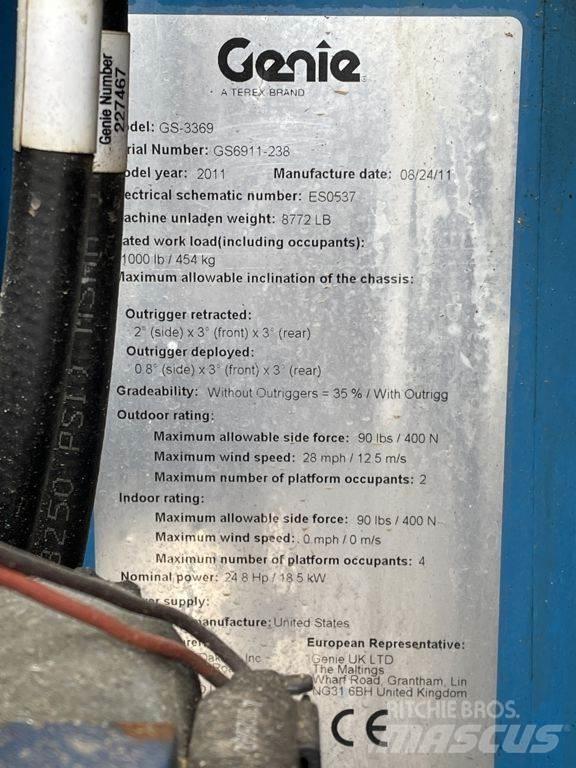 Genie
A TEREX BRAND
Genie Number
227467
odel: GS-3369
rial Number: GS6911-238
odel year: 2011 Manufacture date: 08/24/11
ectrical schematic number: ES0537
achine unladen weight: 8772 LB
ated work load(including occupants):
1000 lb / 454 kg
Maximum allowable inclination of the chassis:
Outrigger retracted:
2° (side) x 3° (front) x 3° (rear)
Outrigger deployed:
0.8° (side) x 3° (front) x 3° (rear)
Gradeability: Without Outriggers = 35 % / With Outrigg
Outdoor rating:
Maximum allowable side force: 90 lbs / 400 N
Maximum wind speed: 28 mph / 12.5 m/s
Maximum number of platform occupants: 2
Indoor rating:
Maximum allowable side force: 90 lbs / 400 N
Maximum wind speed: 0 mph / 0 m/s
Maximum number of platform occupants: 4
Nominal power: 24.8 Hp / 18.5 kW
er supply:
manufacture: United States
European Representative:
Genie UK LTD
The Maltings
Wharf Road, Grantham, Lin
NG31 6BH United Kingdom
CE
3250 PSI
RITCHIE BROS.
MASCUS